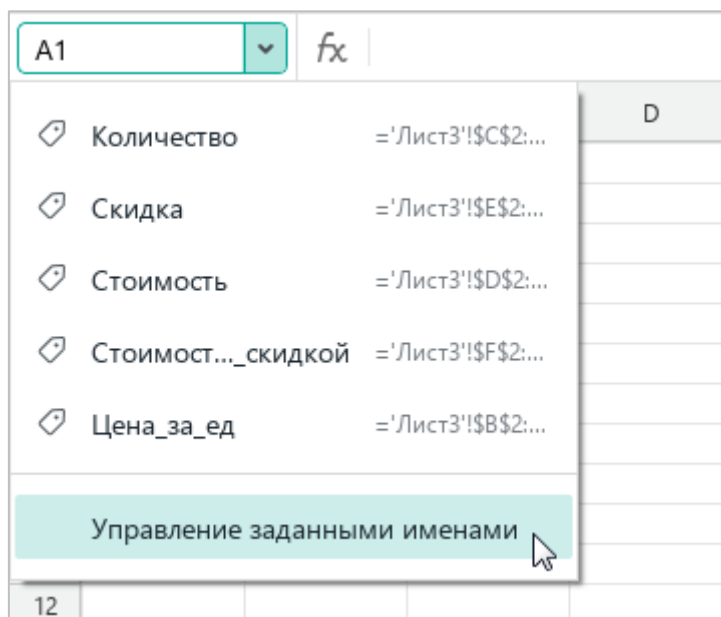 A1 fx
D
Количество ='Лист3'!$C$2:...
Скидка ='Лист3'!$E$2:...
Стоимость ='Лист3'!$D$2:...
Стоимост..._скидкой ='Лист3'!$F$2:...
Цена_за_ед ='Лист3'!$B$2:...
Управление заданными именами
12